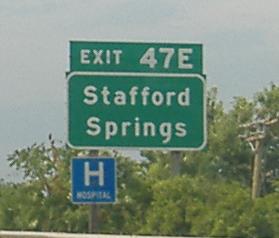 EXIT 47E
Stafford
Springs
H
HOSPITAL